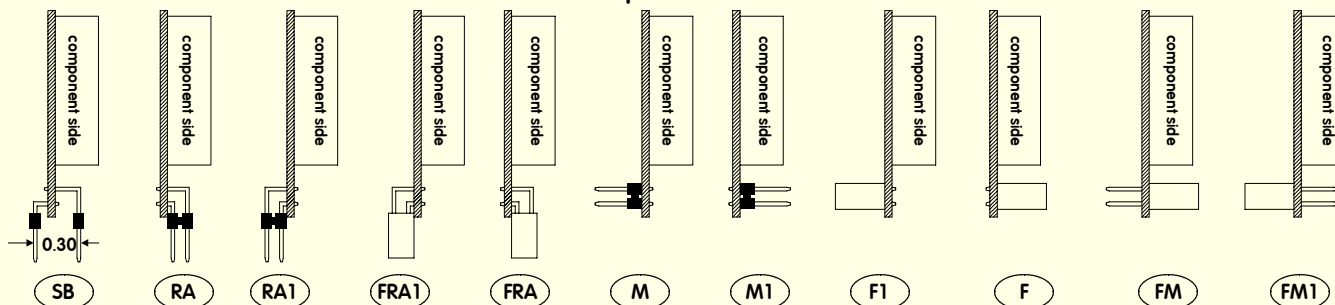 component side
component side
component side
component side
component side
component side
component side
component side
component side
component side
component side
0.30
SB
RA
RA1
FRA1
FRA
M
M1
F1
F
FM
FM1